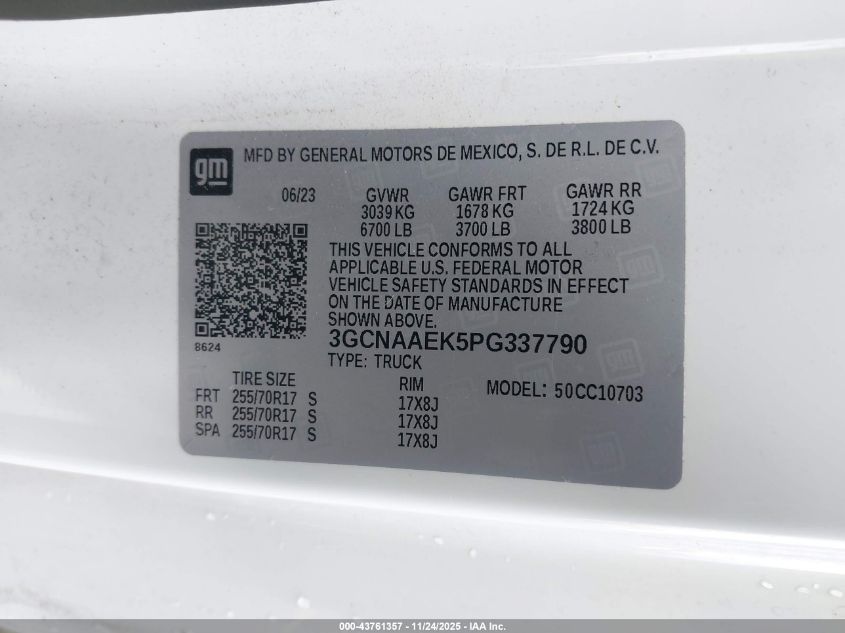 gm
MFD BY GENERAL MOTORS DE MEXICO, S. DE R.L. DE C.V.
06/23 GVWR GAWR FRT GAWR RR
3039 KG 1678 KG 1724 KG
6700 LB 3700 LB 3800 LB
THIS VEHICLE CONFORMS TO ALL
APPLICABLE U.S. FEDERAL MOTOR
VEHICLE SAFETY STANDARDS IN EFFECT
ON THE DATE OF MANUFACTURE
SHOWN ABOVE.
8624
3GCNAAEK5PG337790
TYPE: TRUCK
TIRE SIZE RIM MODEL: 50CC10703
FRT 255/70R17 S 17X8J
RR 255/70R17 S 17X8J
SPA 255/70R17 S 17X8J
000-43761357 - 11/24/2025 - IAA Inc.